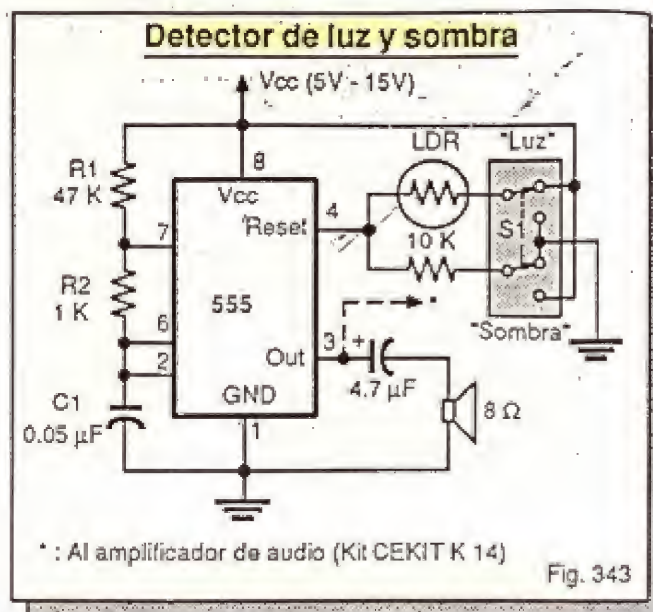 Detector de luz y sombra
Vcc (5V - 15V)
LDR
"Luz"
R1
47 K
8
Vcc
4
Reset
7
10 K
S1
R2
1 K
555
6
3
+
*
"Sombra"
2
Out
4.7 µF
8 Ω
C1
0.05 µF
GND
1
* : Al amplificador de audio (Kit CEKIT K 14)
Fig. 343